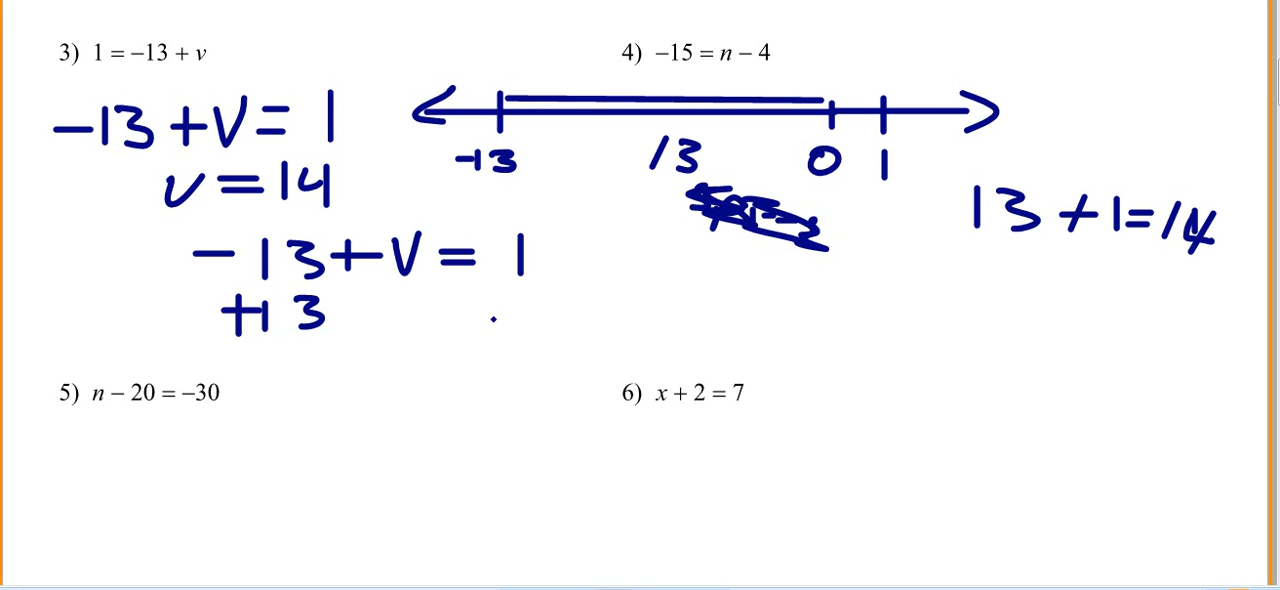 3) 1 = –13 + v
4) –15 = n – 4
-13 + v = 1
v = 14
-13 13 0 1
13 + 1 = 14
-13 + v = 1
+13
5) n – 20 = –30
6) x + 2 = 7